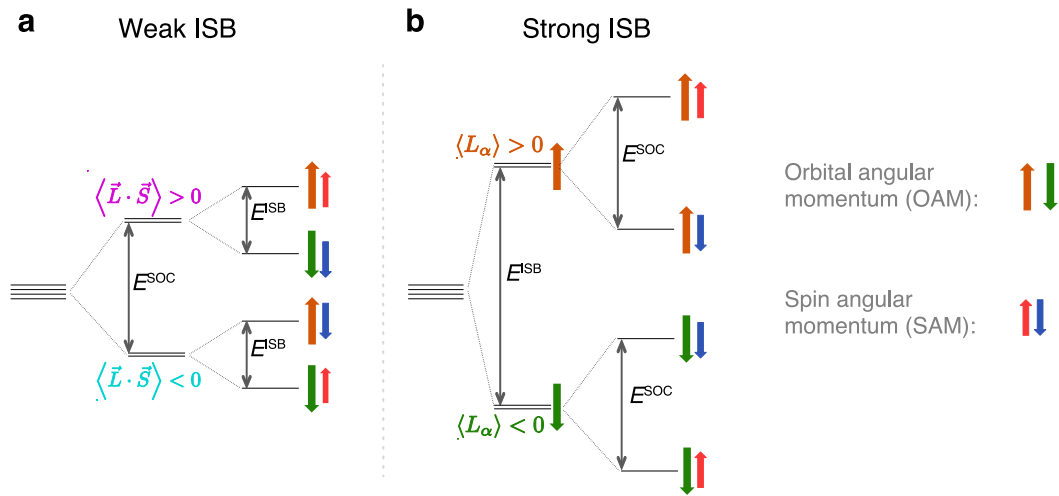 a
Weak ISB
⟨L⃗ · S⃗⟩ > 0
E^SOC
⟨L⃗ · S⃗⟩ < 0
E^ISB
E^ISB
b
Strong ISB
⟨L_α⟩ > 0
E^ISB
⟨L_α⟩ < 0
E^SOC
E^SOC
Orbital angular
momentum (OAM):
Spin angular
momentum (SAM):